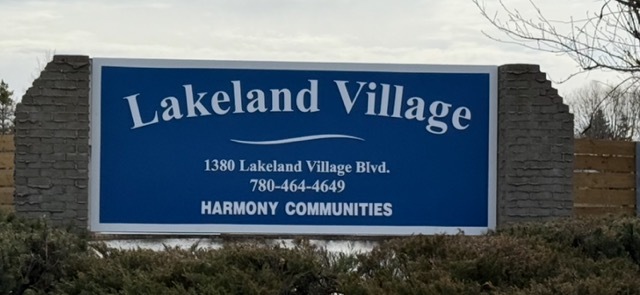 Lakeland Village
1380 Lakeland Village Blvd.
780-464-4649
HARMONY COMMUNITIES